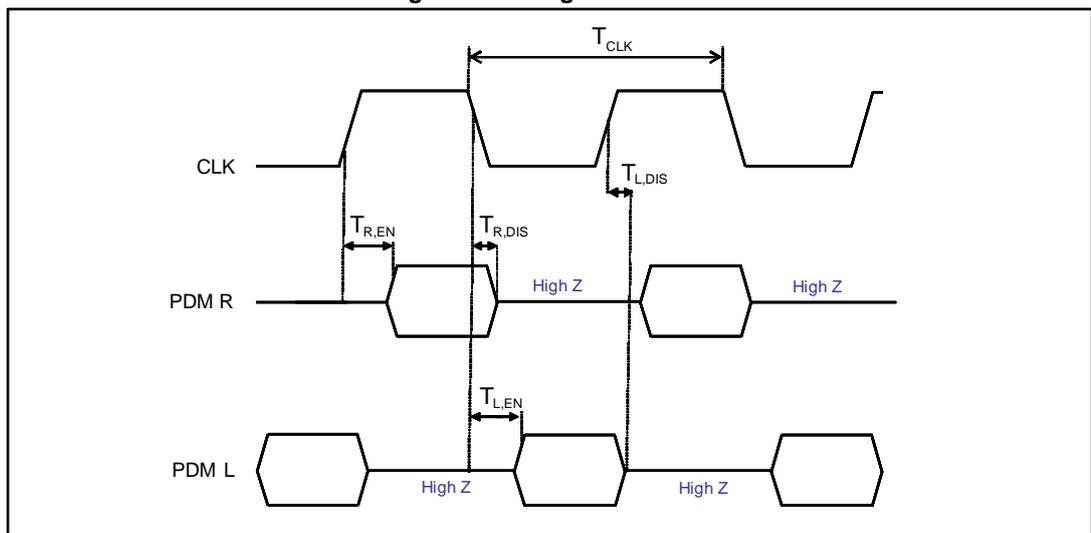 T_CLK
CLK
T_L,DIS
T_R,EN
T_R,DIS
High Z
High Z
PDM R
T_L,EN
PDM L
High Z
High Z